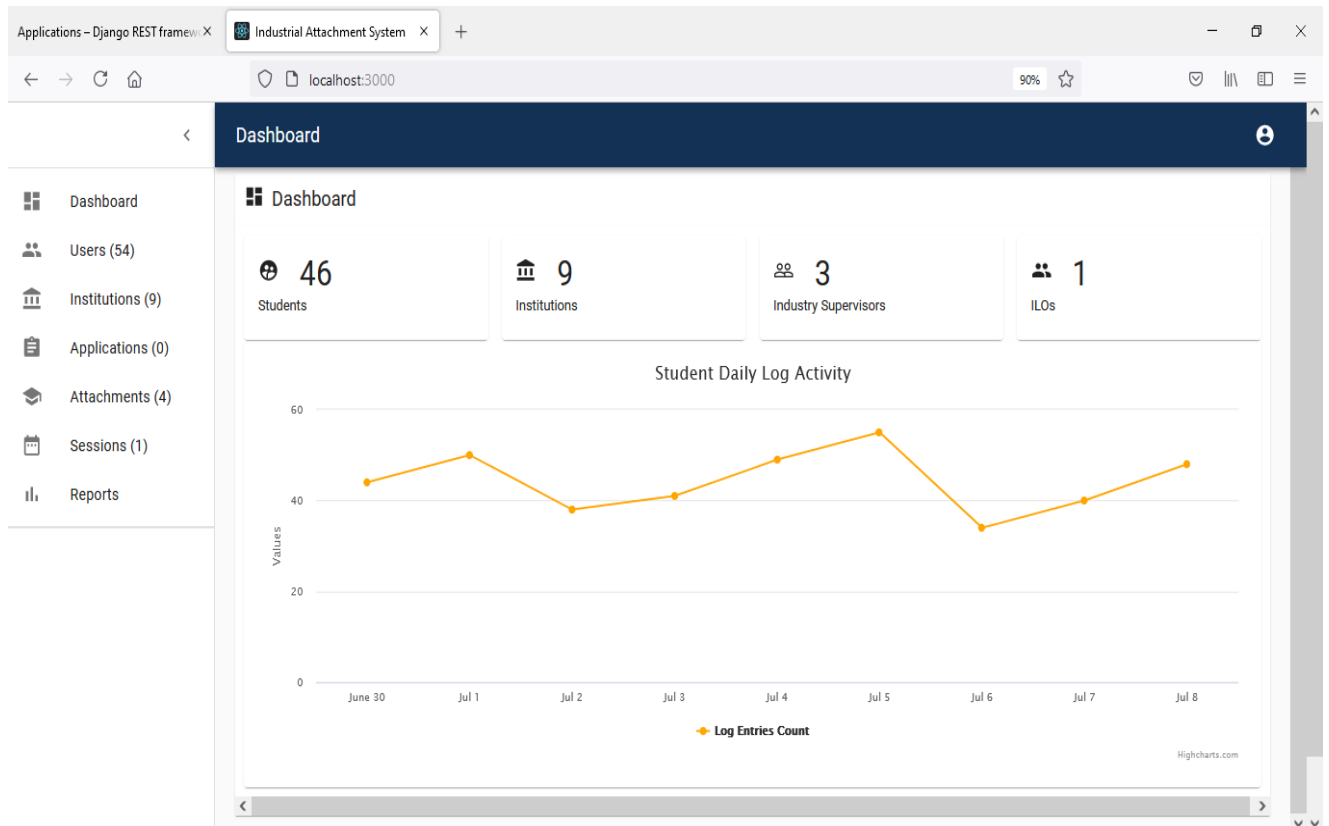 Applications – Django REST framew
Industrial Attachment System
localhost:3000
90%
Dashboard
Dashboard
Users (54)
Institutions (9)
Applications (0)
Attachments (4)
Sessions (1)
Reports
Dashboard
46
Students
9
Institutions
3
Industry Supervisors
1
ILOs
Student Daily Log Activity
Values
60
40
20
0
June 30 Jul 1 Jul 2 Jul 3 Jul 4 Jul 5 Jul 6 Jul 7 Jul 8
Log Entries Count
Highcharts.com